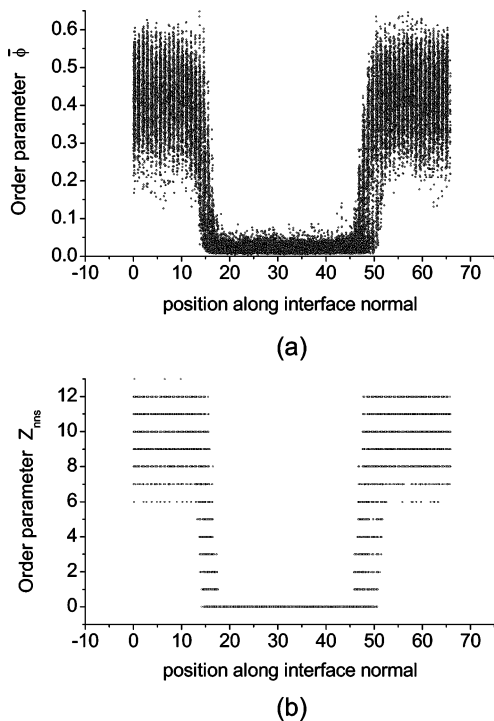 0.6
0.5
0.4
0.3
0.2
0.1
0.0
Order parameter ϕ̄
-10 0 10 20 30 40 50 60 70
position along interface normal
(a)
12
10
8
6
4
2
0
Order parameter Znns
-10 0 10 20 30 40 50 60 70
position along interface normal
(b)